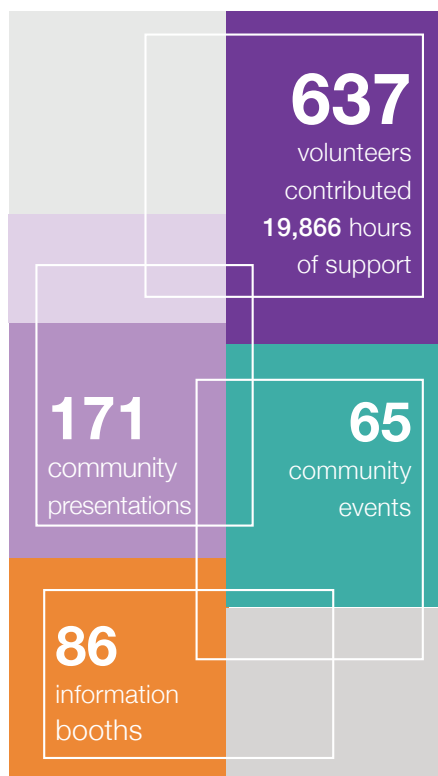 637
volunteers
contributed
19,866 hours
of support
171
community
presentations
65
community
events
86
information
booths